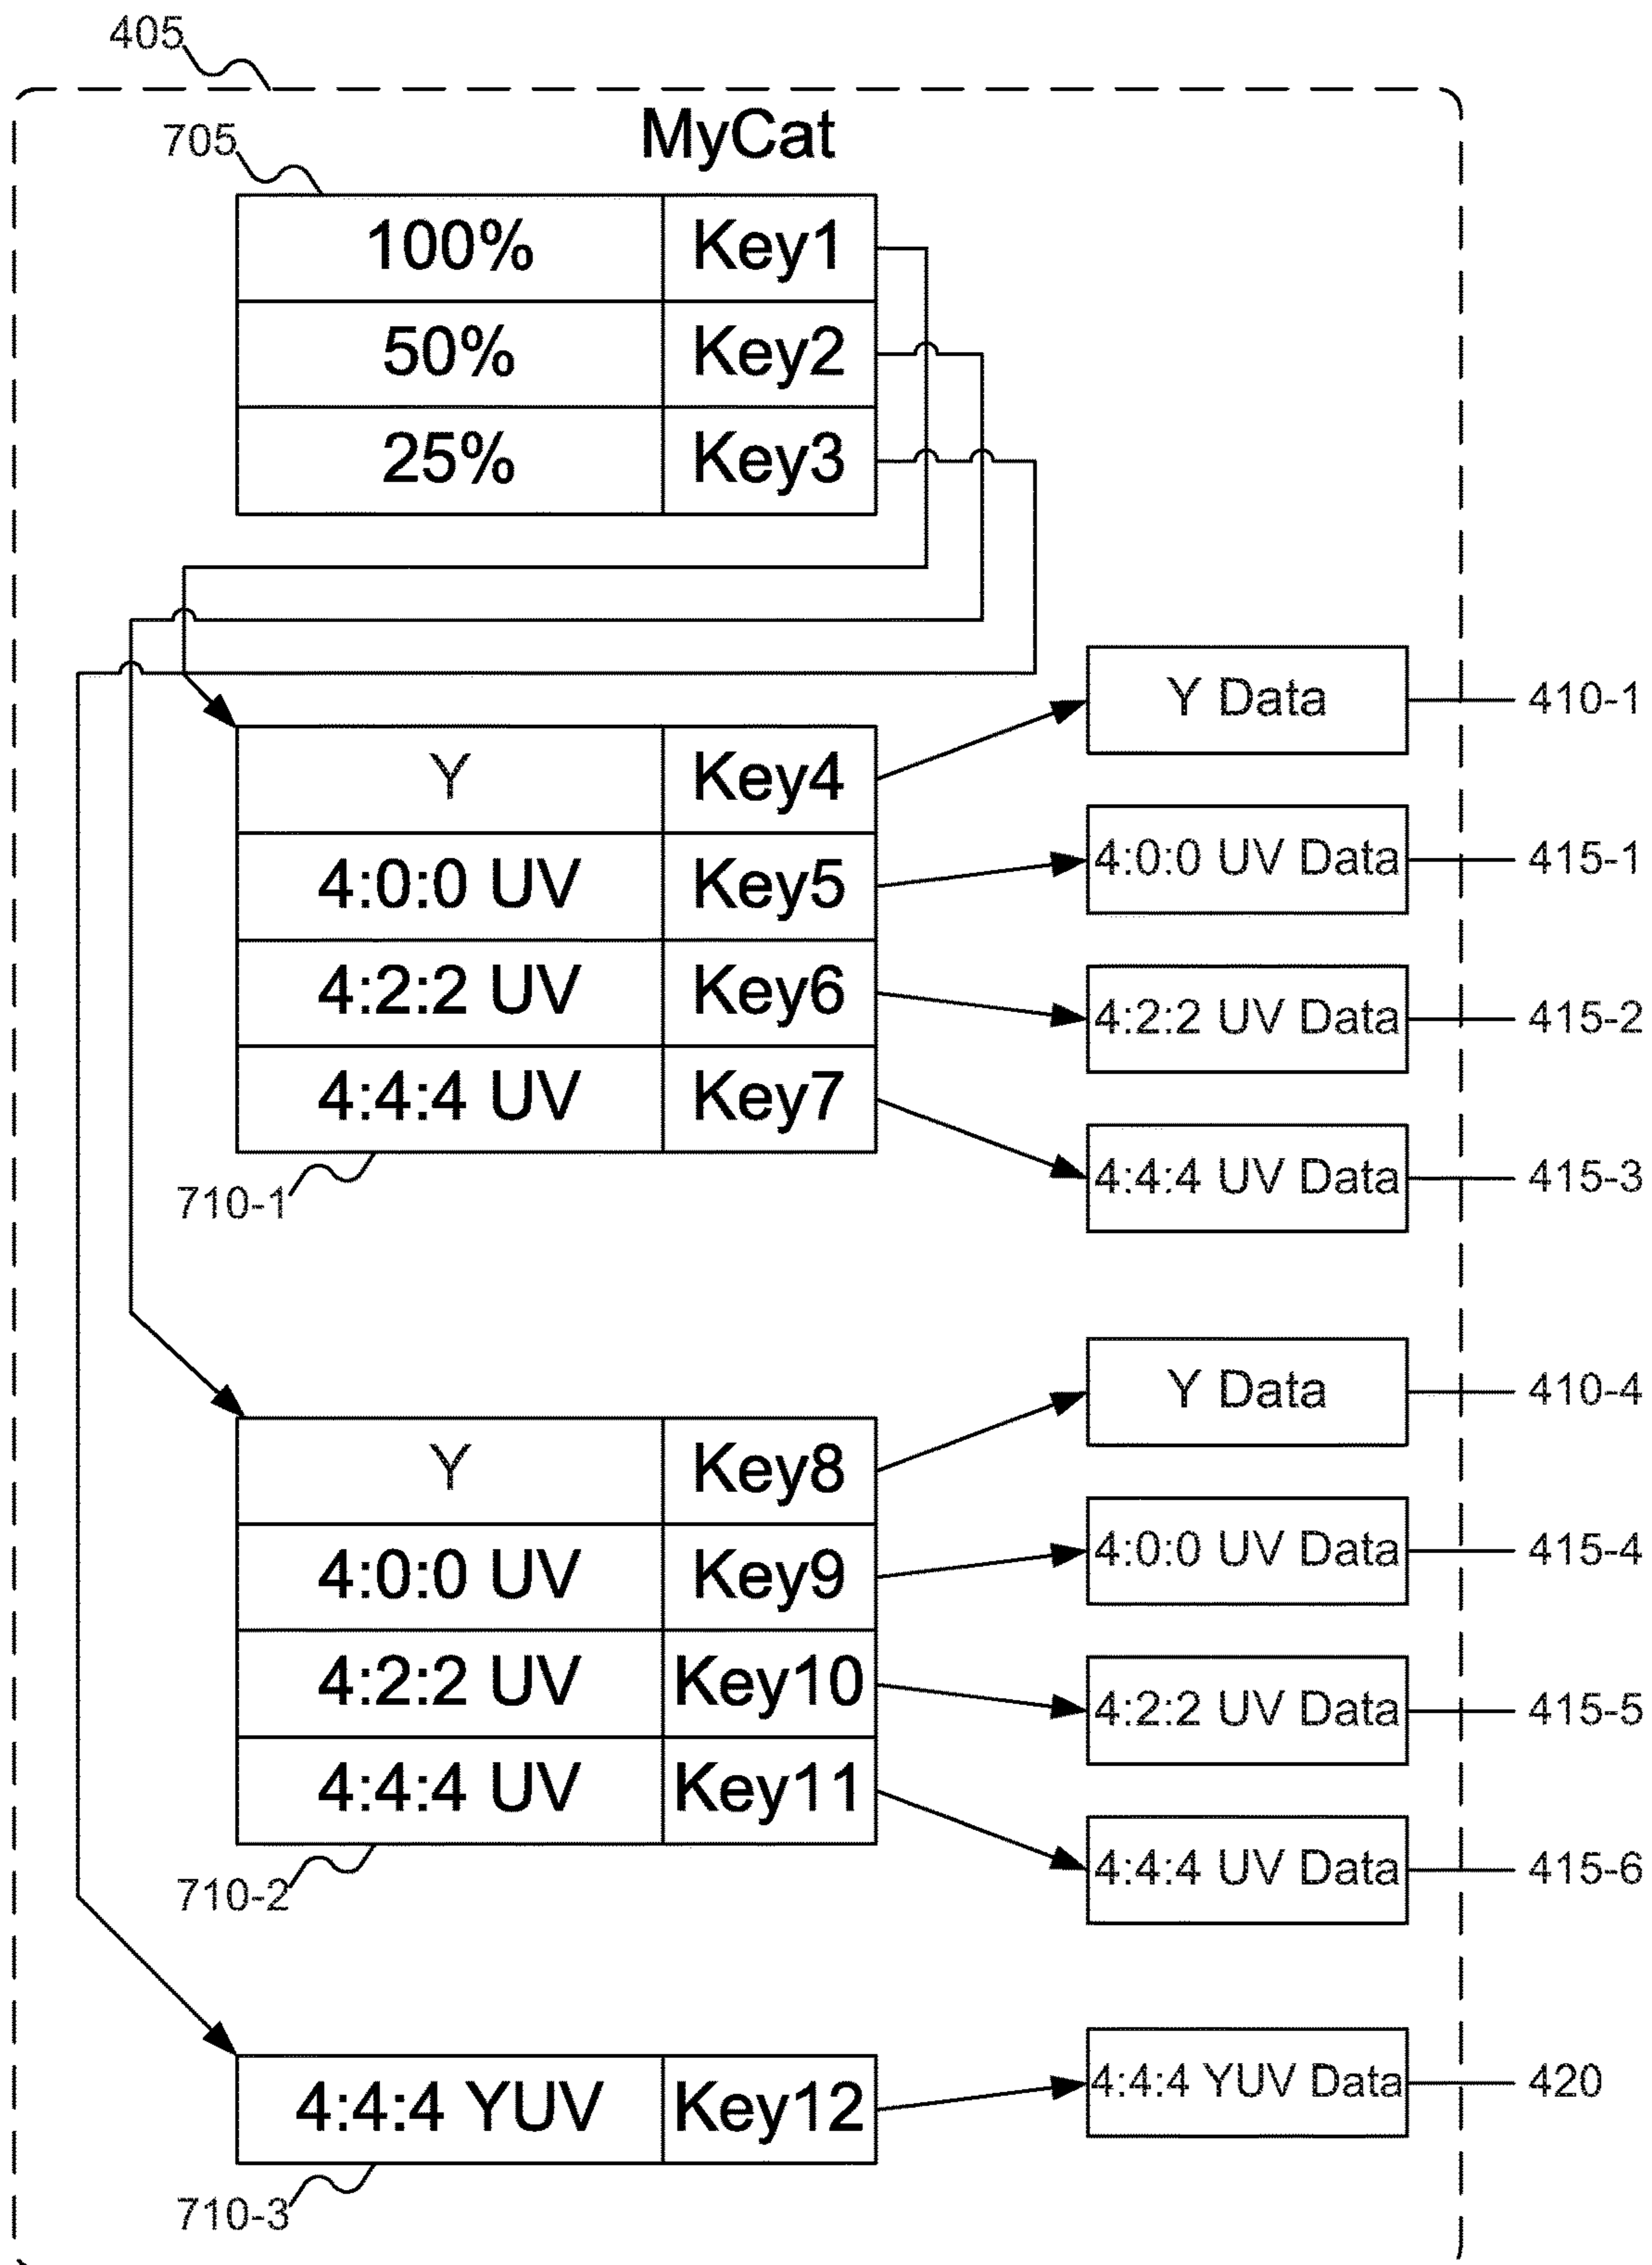 405
MyCat
705
100% Key1
50% Key2
25% Key3
Y Key4
4:0:0 UV Key5
4:2:2 UV Key6
4:4:4 UV Key7
710-1
Y Data 410-1
4:0:0 UV Data 415-1
4:2:2 UV Data 415-2
4:4:4 UV Data 415-3
Y Key8
4:0:0 UV Key9
4:2:2 UV Key10
4:4:4 UV Key11
710-2
Y Data 410-4
4:0:0 UV Data 415-4
4:2:2 UV Data 415-5
4:4:4 UV Data 415-6
4:4:4 YUV Key12
710-3
4:4:4 YUV Data 420